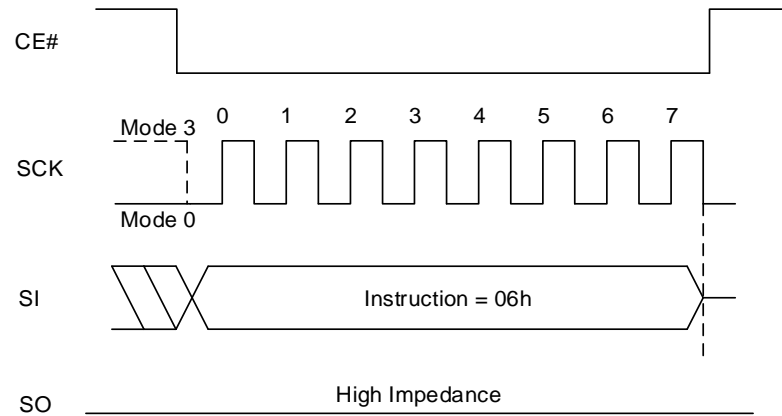 CE#
0 1 2 3 4 5 6 7
Mode 3
SCK
Mode 0
SI
Instruction = 06h
High Impedance
SO